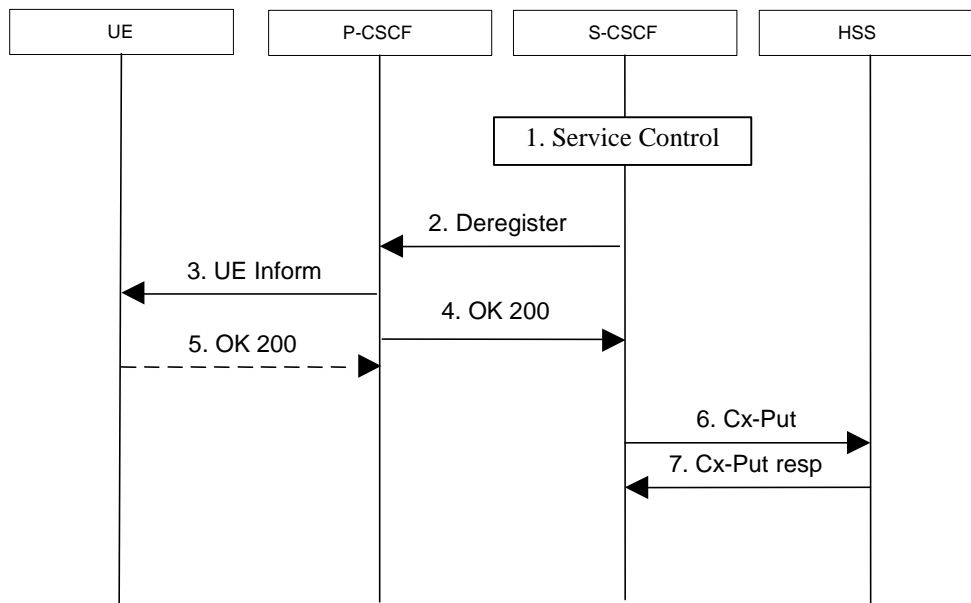 UE
P-CSCF
S-CSCF
HSS
1. Service Control
2. Deregister
3. UE Inform
4. OK 200
5. OK 200
6. Cx-Put
7. Cx-Put resp